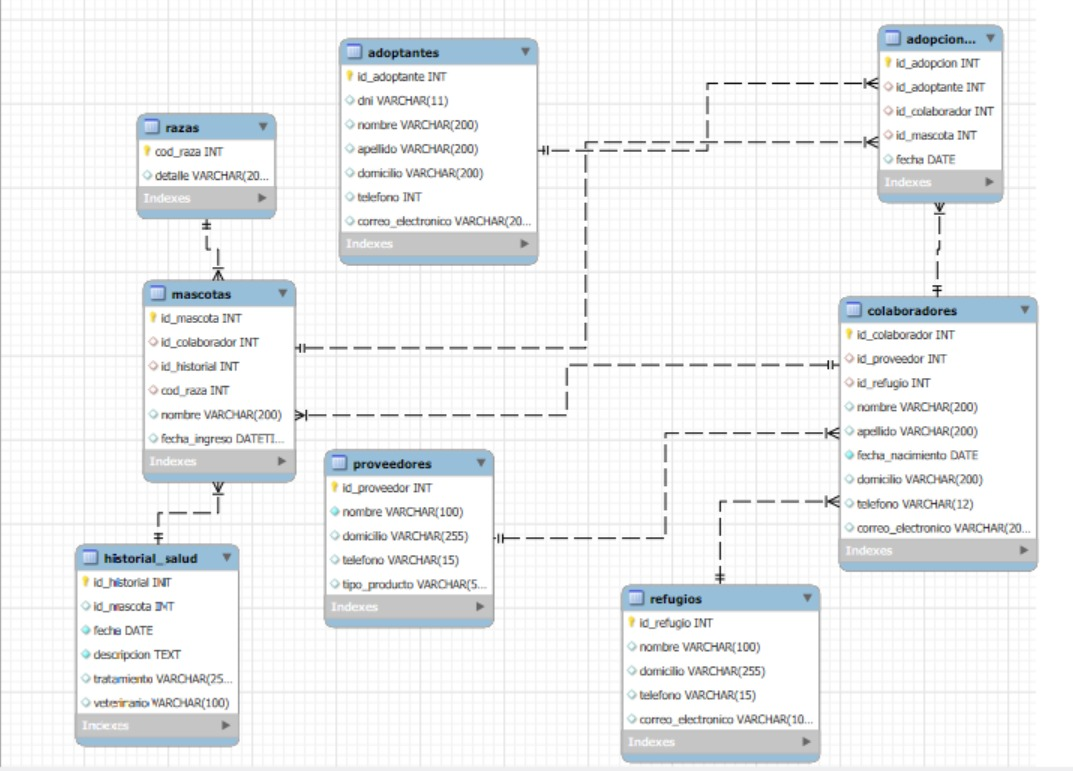 adoptantes
id_adoptante INT
dni VARCHAR(11)
nombre VARCHAR(200)
apellido VARCHAR(200)
domicilio VARCHAR(200)
telefono INT
correo_electronico VARCHAR(20...
Indexes
adopcion...
id_adopcion INT
id_adoptante INT
id_colaborador INT
id_mascota INT
fecha DATE
Indexes
razas
cod_raza INT
detalle VARCHAR(20...
Indexes
mascotas
id_mascota INT
id_colaborador INT
id_historial INT
cod_raza INT
nombre VARCHAR(200)
fecha_ingreso DATETI...
Indexes
colaboradores
id_colaborador INT
id_proveedor INT
id_refugio INT
nombre VARCHAR(200)
apellido VARCHAR(200)
fecha_nacimiento DATE
domicilio VARCHAR(200)
telefono VARCHAR(12)
correo_electronico VARCHAR(20...
Indexes
proveedores
id_proveedor INT
nombre VARCHAR(100)
domicilio VARCHAR(255)
telefono VARCHAR(15)
tipo_producto VARCHAR(5...
Indexes
historial_salud
id_historial INT
id_mascota INT
fecha DATE
descripcion TEXT
tratamiento VARCHAR(25...
veterinario VARCHAR(100)
Indexes
refugios
id_refugio INT
nombre VARCHAR(100)
domicilio VARCHAR(255)
telefono VARCHAR(15)
correo_electronico VARCHAR(10...
Indexes